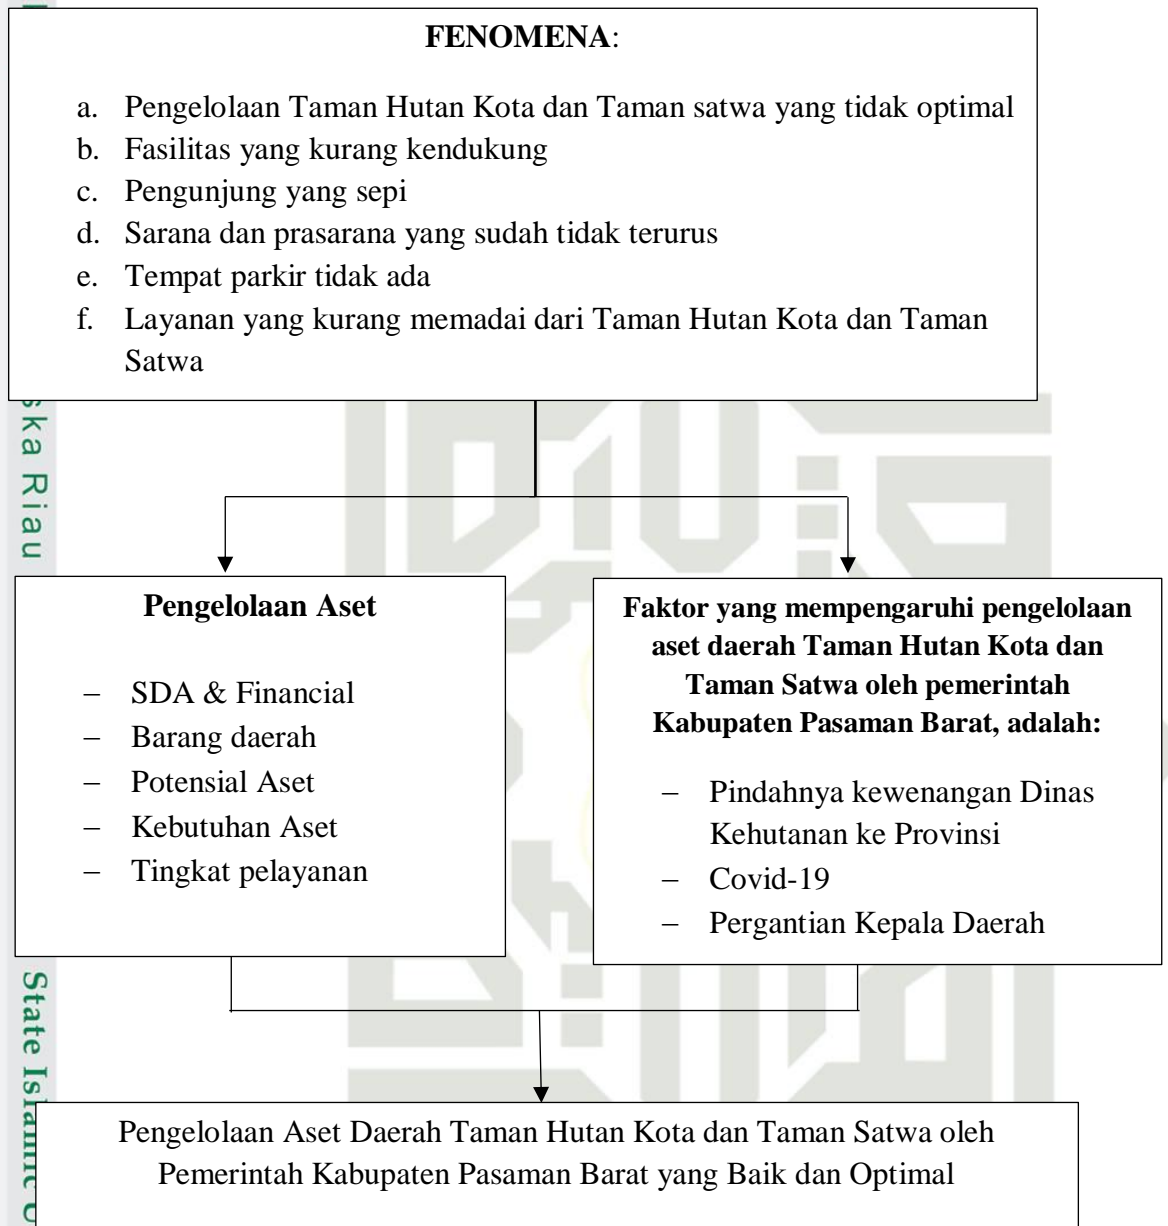 FENOMENA:
a. Pengelolaan Taman Hutan Kota dan Taman satwa yang tidak optimal
b. Fasilitas yang kurang kendukung
c. Pengunjung yang sepi
d. Sarana dan prasarana yang sudah tidak terurus
e. Tempat parkir tidak ada
f. Layanan yang kurang memadai dari Taman Hutan Kota dan Taman
Satwa
ska Riau
Pengelolaan Aset
– SDA & Financial
– Barang daerah
– Potensial Aset
– Kebutuhan Aset
– Tingkat pelayanan
Faktor yang mempengaruhi pengelolaan
aset daerah Taman Hutan Kota dan
Taman Satwa oleh pemerintah
Kabupaten Pasaman Barat, adalah:
– Pindahnya kewenangan Dinas
Kehutanan ke Provinsi
– Covid-19
– Pergantian Kepala Daerah
State Islamic
Pengelolaan Aset Daerah Taman Hutan Kota dan Taman Satwa oleh
Pemerintah Kabupaten Pasaman Barat yang Baik dan Optimal